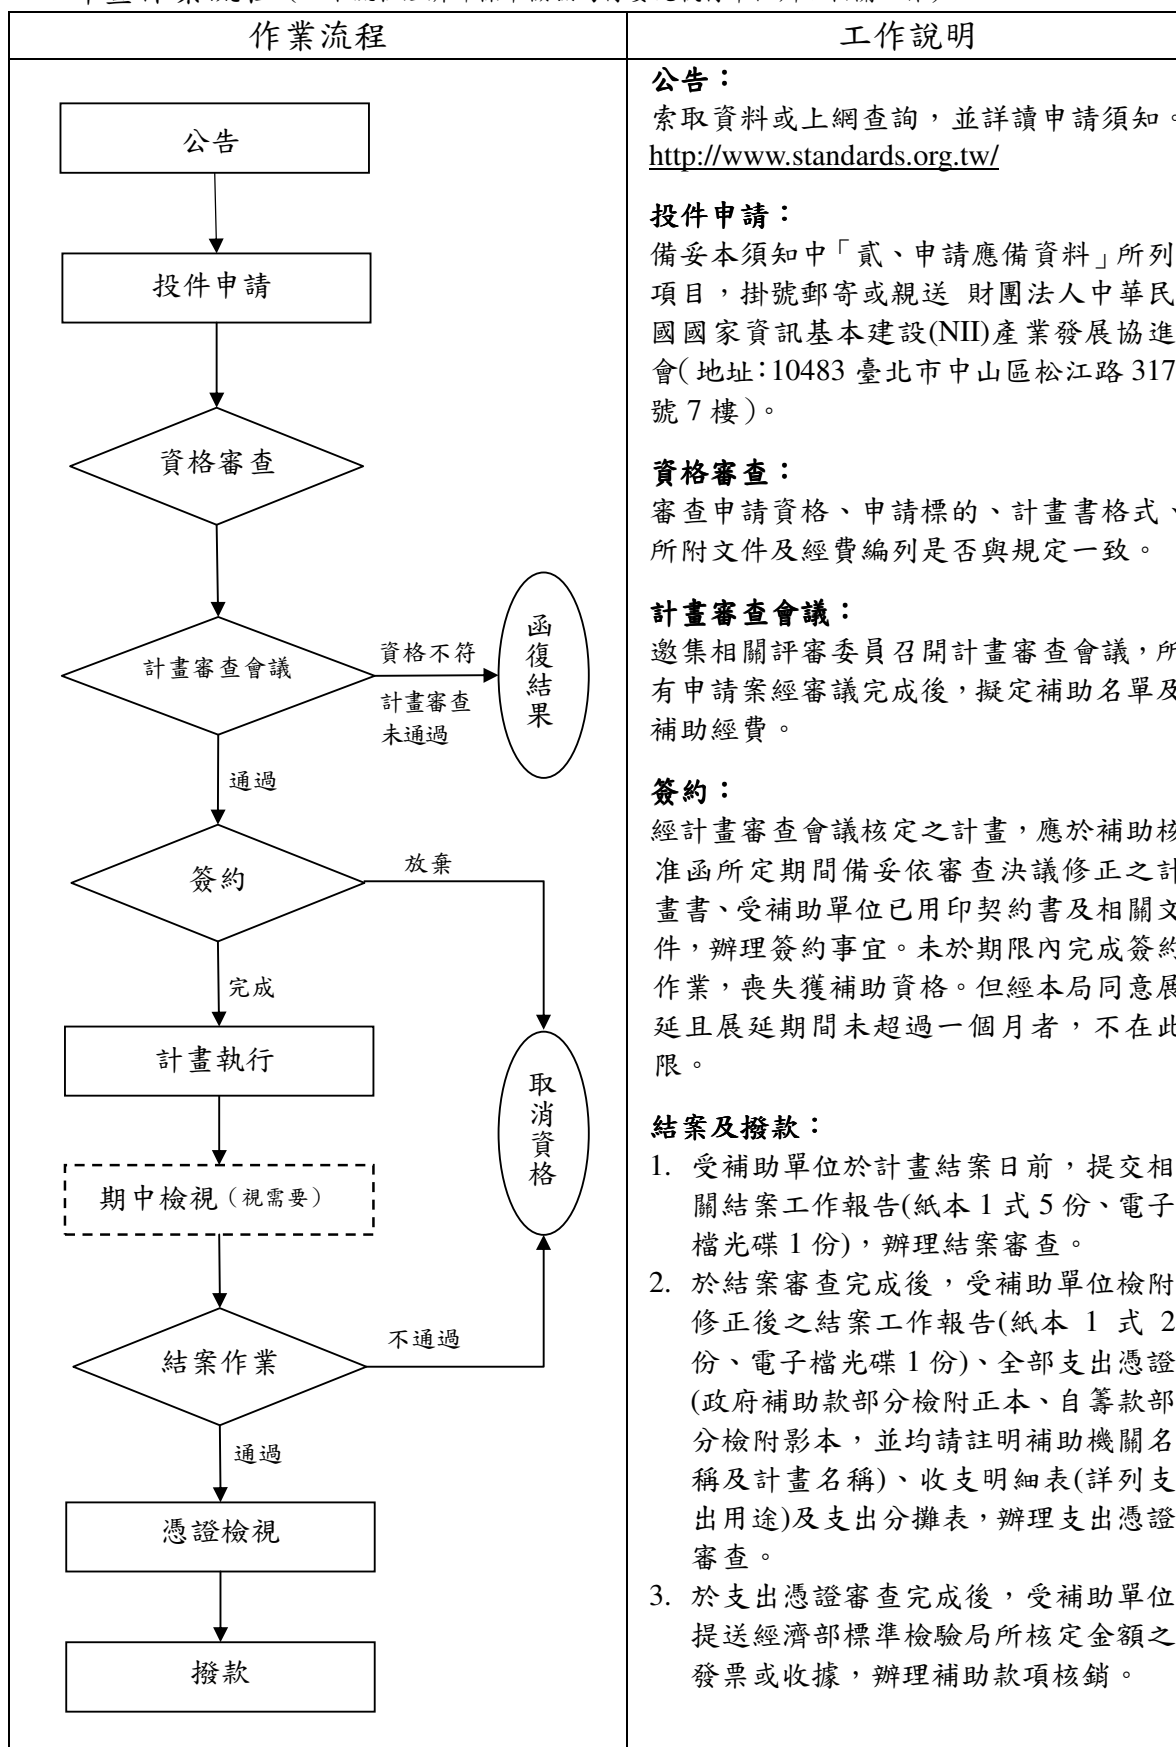 作業流程
工作說明
公告
投件申請
資格審查
計畫審查會議
資格不符
計畫審查
未通過
函復結果
通過
簽約
放棄
完成
計畫執行
取消資格
期中檢視（視需要）
結案作業
不通過
通過
憑證檢視
撥款
公告：
索取資料或上網查詢，並詳讀申請須知。
http://www.standards.org.tw/
投件申請：
備妥本須知中「貳、申請應備資料」所列
項目，掛號郵寄或親送 財團法人中華民
國國家資訊基本建設(NII)產業發展協進
會（地址：10483 臺北市中山區松江路 317
號 7 樓）。
資格審查：
審查申請資格、申請標的、計畫書格式、
所附文件及經費編列是否與規定一致。
計畫審查會議：
邀集相關評審委員召開計畫審查會議，所
有申請案經審議完成後，擬定補助名單及
補助經費。
簽約：
經計畫審查會議核定之計畫，應於補助核
准函所定期間備妥依審查決議修正之計
畫書、受補助單位已用印契約書及相關文
件，辦理簽約事宜。未於期限內完成簽約
作業，喪失獲補助資格。但經本局同意展
延且展延期間未超過一個月者，不在此
限。
結案及撥款：
1. 受補助單位於計畫結案日前，提交相
關結案工作報告(紙本 1 式 5 份、電子
檔光碟 1 份)，辦理結案審查。
2. 於結案審查完成後，受補助單位檢附
修正後之結案工作報告(紙本 1 式 2
份、電子檔光碟 1 份)、全部支出憑證
(政府補助款部分檢附正本、自籌款部
分檢附影本，並均請註明補助機關名
稱及計畫名稱)、收支明細表(詳列支
出用途)及支出分攤表，辦理支出憑證
審查。
3. 於支出憑證審查完成後，受補助單位
提送經濟部標準檢驗局所核定金額之
發票或收據，辦理補助款項核銷。